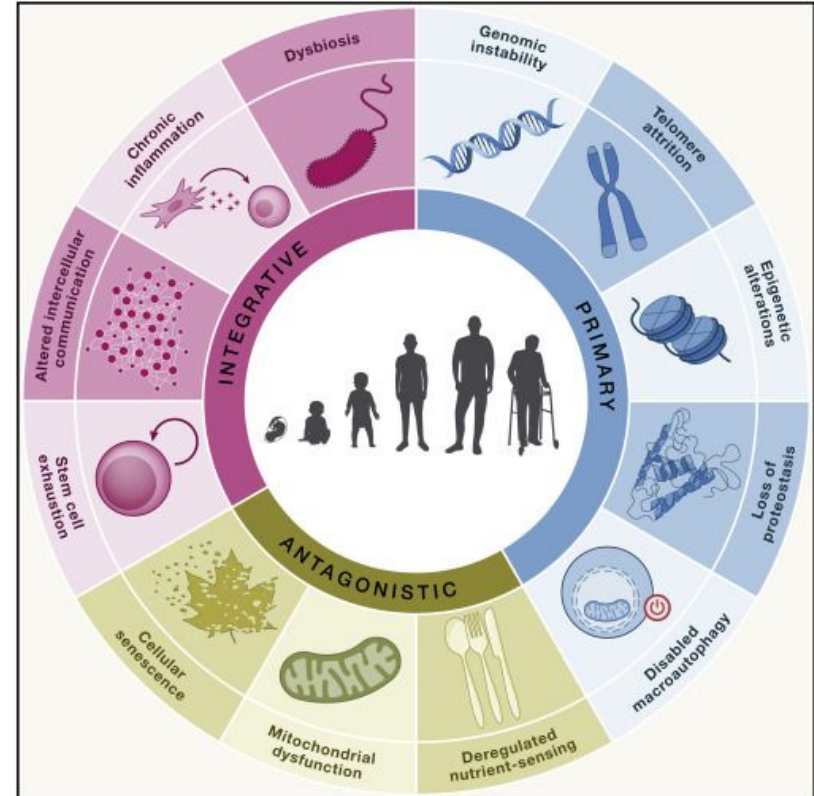 Genomic
instability
Telomere
attrition
Epigenetic
alterations
Loss of
proteostasis
Disabled
macroautophagy
Deregulated
nutrient-sensing
Mitochondrial
dysfunction
Cellular
senescence
Stem cell
exhaustion
Altered intercellular
communication
Chronic
inflammation
Dysbiosis
PRIMARY
ANTAGONISTIC
INTEGRATIVE